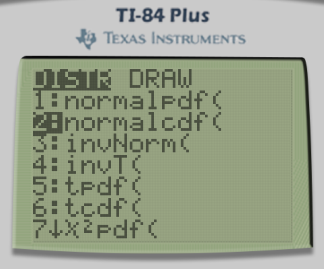 TI-84 Plus
TEXAS INSTRUMENTS
DISTR DRAW
1:normalpdf(
2:normalcdf(
3:invNorm(
4:invT(
5:tpdf(
6:tcdf(
7↓X²pdf(